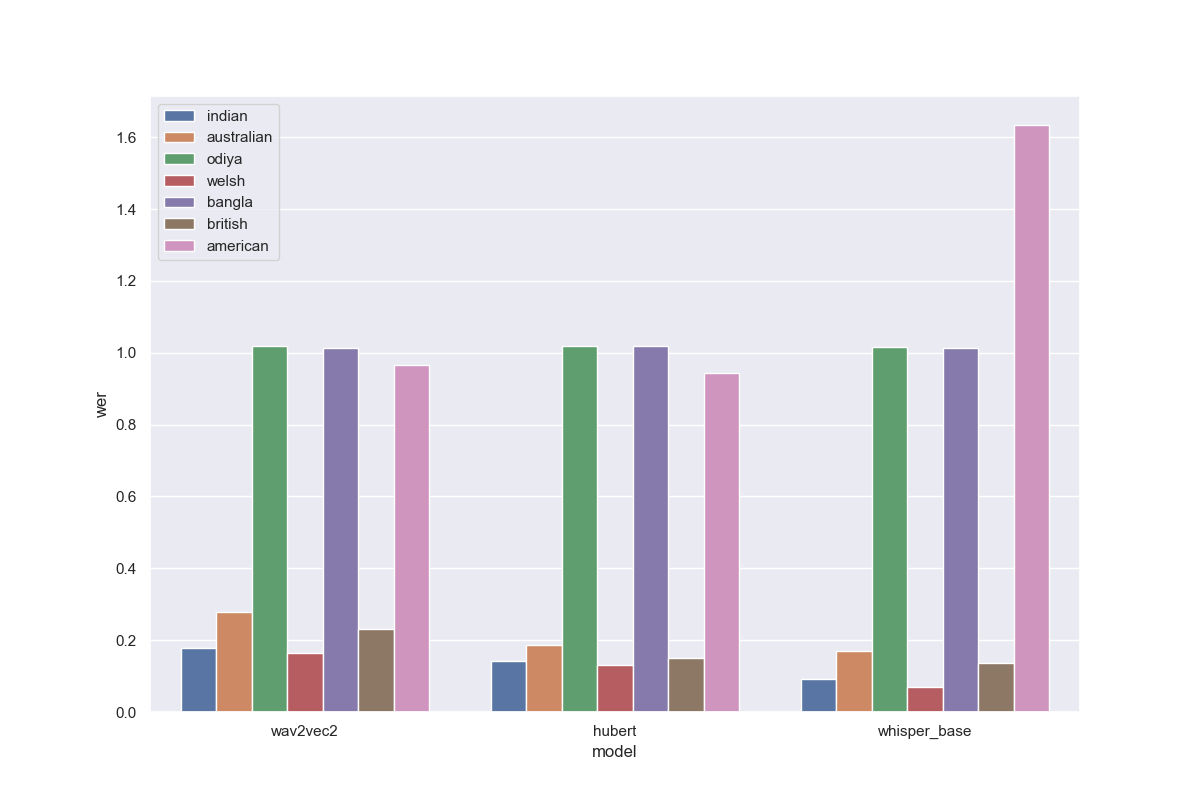 indian
australian
odiya
welsh
bangla
british
american
1.6
1.4
1.2
1.0
0.8
0.6
0.4
0.2
0.0
wer
wav2vec2 hubert whisper_base
model